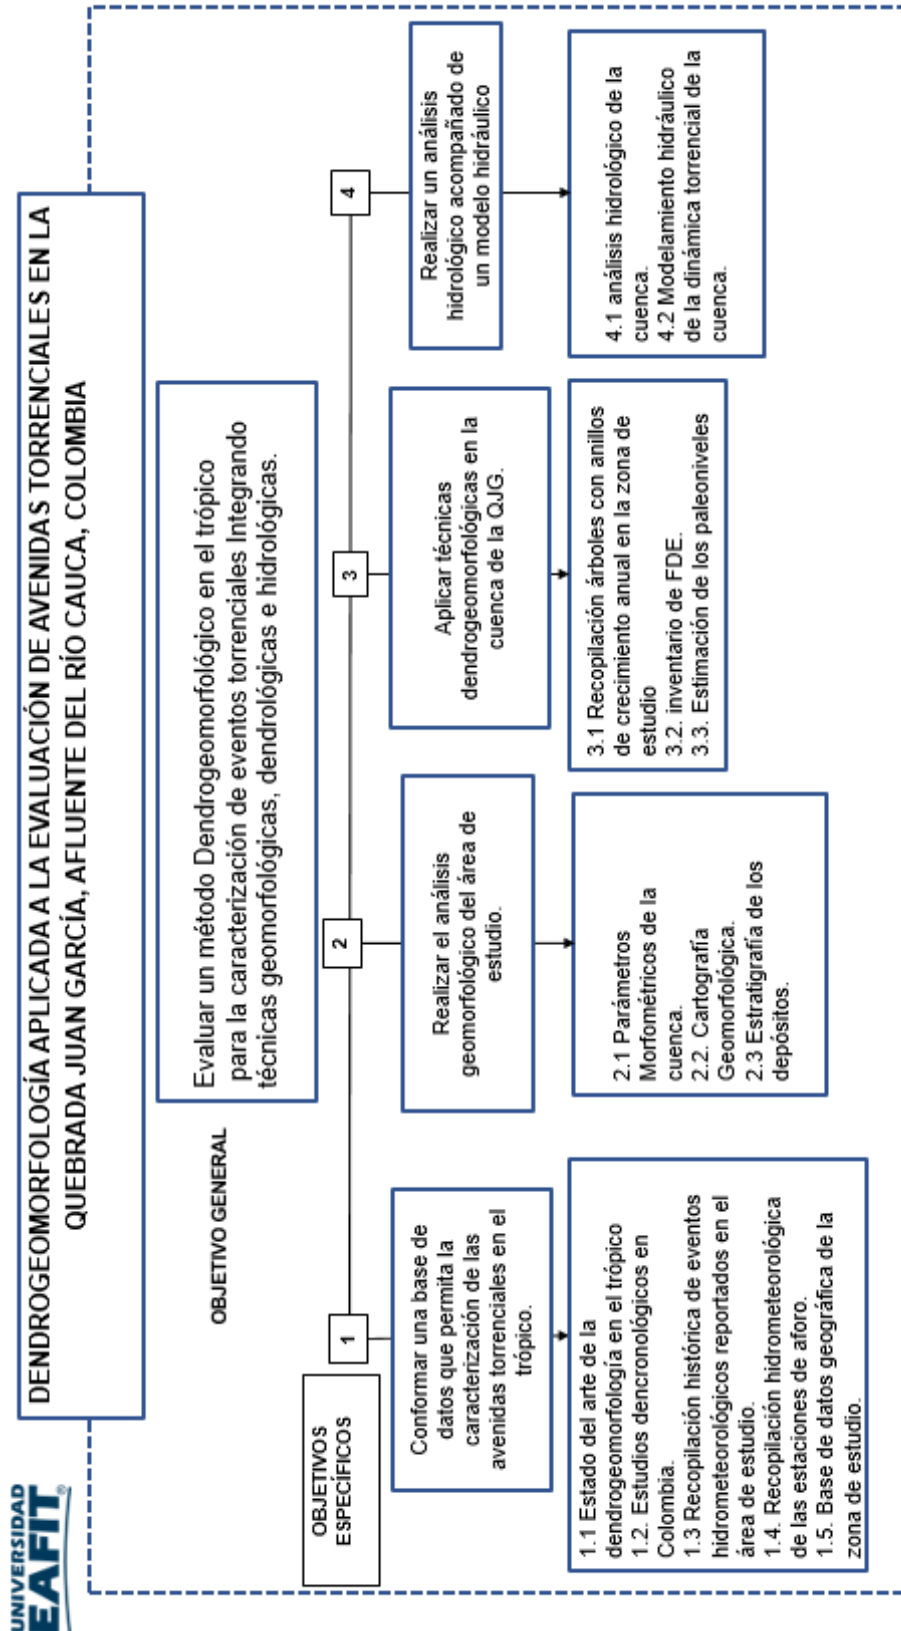 UNIVERSIDAD
EAFIT®
DENDROGEOMORFOLOGÍA APLICADA A LA EVALUACIÓN DE AVENIDAS TORRENCIALES EN LA
QUEBRADA JUAN GARCÍA, AFLUENTE DEL RÍO CAUCA, COLOMBIA
OBJETIVO GENERAL
Evaluar un método Dendrogeomorfológico en el trópico
para la caracterización de eventos torrenciales Integrando
técnicas geomorfológicas, dendrológicas e hidrológicas.
OBJETIVOS
ESPECÍFICOS
1
Conformar una base de
datos que permita la
caracterización de las
avenidas torrenciales en el
trópico.
1.1 Estado del arte de la
dendrogeomorfología en el trópico
1.2. Estudios dencronológicos en
Colombia.
1.3 Recopilación histórica de eventos
hidrometeorológicos reportados en el
área de estudio.
1.4. Recopilación hidrometeorológica
de las estaciones de aforo.
1.5. Base de datos geográfica de la
zona de estudio.
2
Realizar el análisis
geomorfológico del área de
estudio.
2.1 Parámetros
Morfométricos de la
cuenca.
2.2. Cartografía
Geomorfológica.
2.3 Estratigrafía de los
depósitos.
3
Aplicar técnicas
dendrogeomorfológicas en la
cuenca de la QJG.
3.1 Recopilación árboles con anillos
de crecimiento anual en la zona de
estudio
3.2. inventario de FDE.
3.3. Estimación de los paleoniveles
4
Realizar un análisis
hidrológico acompañado de
un modelo hidráulico
4.1 análisis hidrológico de la
cuenca.
4.2 Modelamiento hidráulico
de la dinámica torrencial de la
cuenca.